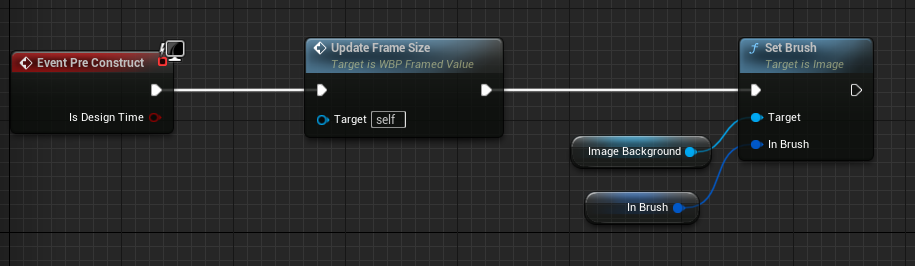 Event Pre Construct
Is Design Time
Update Frame Size
Target is WBP Framed Value
Target self
Set Brush
Target is Image
Target
In Brush
Image Background
In Brush